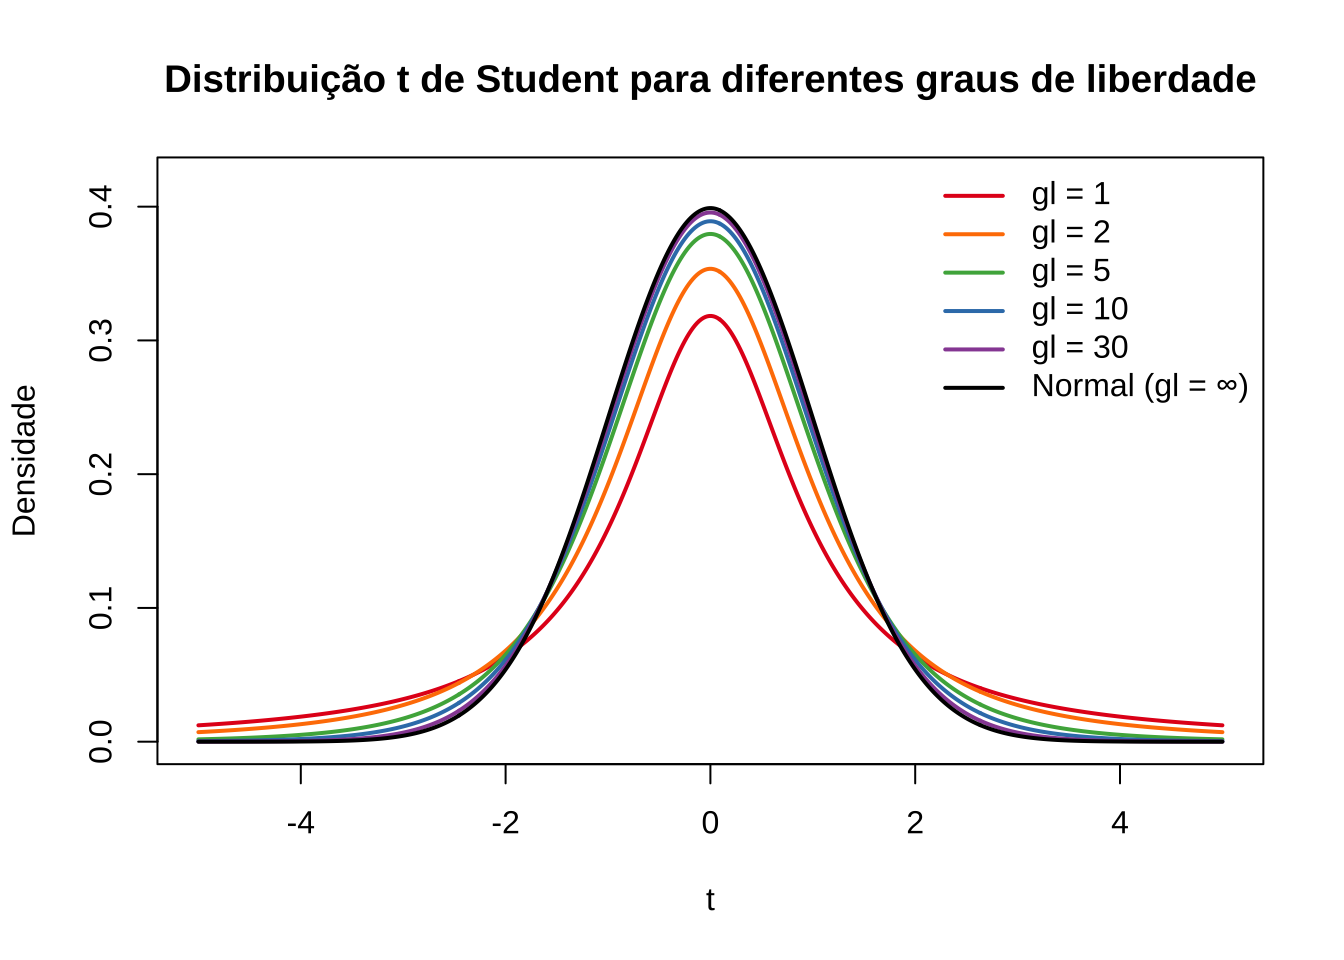 Distribuição t de Student para diferentes graus de liberdade
gl = 1
gl = 2
gl = 5
gl = 10
gl = 30
Normal (gl = ∞)
Densidade
0.4
0.3
0.2
0.1
0.0
-4
-2
0
2
4
t